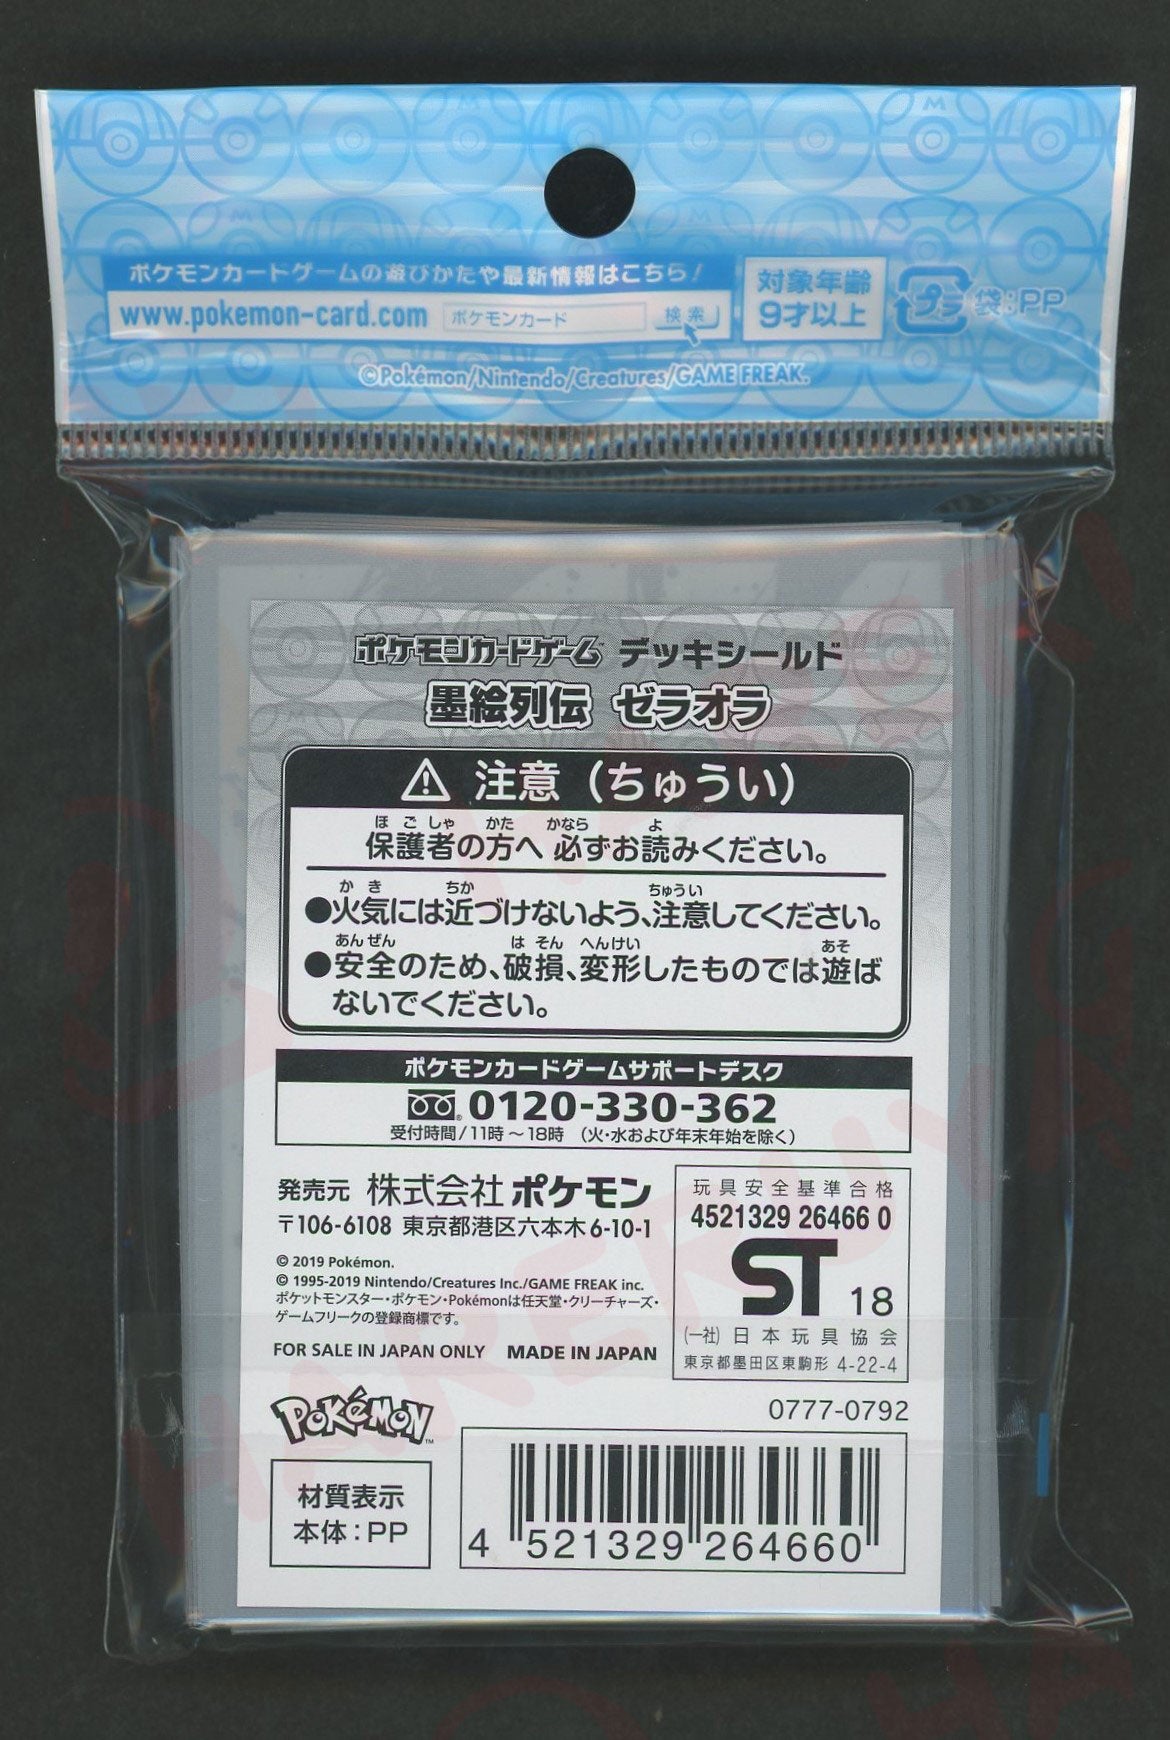 ポケモンカードゲームの遊びかたや最新情報はこちら!
www.pokemon-card.com ポケモンカード 検索
対象年齢
9才以上
プラ 袋:PP
©Pokémon/Nintendo/Creatures/GAME FREAK.
ポケモンカードゲーム デッキシールド
墨絵列伝 ゼラオラ
注意(ちゅうい)
ほごしゃ かた かなら よ
保護者の方へ 必ずお読みください。
かき ちか ちゅうい
●火気には近づけないよう、注意してください。
あんぜん はそん へんけい あそ
●安全のため、破損、変形したものでは遊ば
ないでください。
ポケモンカードゲームサポートデスク
0120-330-362
受付時間/11時〜18時 (火・水および年末年始を除く)
発売元 株式会社ポケモン
〒106-6108 東京都港区六本木6-10-1
© 2019 Pokémon.
© 1995-2019 Nintendo/Creatures Inc./GAME FREAK inc.
ポケットモンスター・ポケモン・Pokémonは任天堂・クリーチャーズ・
ゲームフリークの登録商標です。
FOR SALE IN JAPAN ONLY MADE IN JAPAN
玩具安全基準合格
4521329 26466 0
ST 18
(一社) 日本玩具協会
東京都墨田区東駒形 4-22-4
POKéMON™
材質表示
本体:PP
0777-0792
4 521329 264660